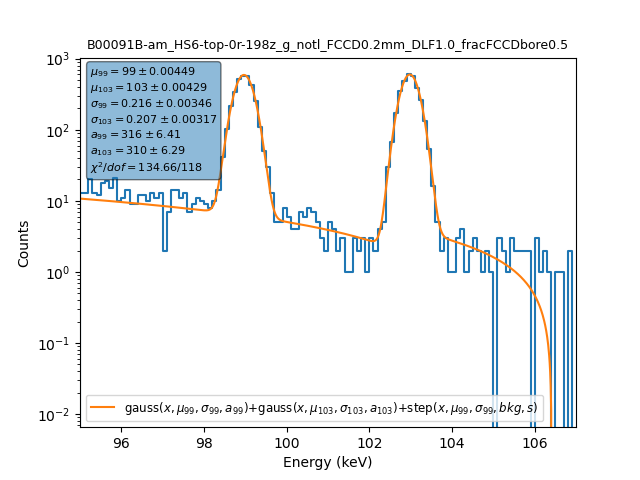 B00091B-am_HS6-top-0r-198z_g_notl_FCCD0.2mm_DLF1.0_fracFCCDbore0.5
μ₉₉ = 99 ± 0.00449
μ₁₀₃ = 103 ± 0.00429
σ₉₉ = 0.216 ± 0.00346
σ₁₀₃ = 0.207 ± 0.00317
a₉₉ = 316 ± 6.41
a₁₀₃ = 310 ± 6.29
χ²/dof = 134.66/118
10³
10²
10¹
10⁰
10⁻¹
10⁻²
Counts
gauss(x, μ₉₉, σ₉₉, a₉₉)+gauss(x, μ₁₀₃, σ₁₀₃, a₁₀₃)+step(x, μ₉₉, σ₉₉, bkg, s)
96 98 100 102 104 106
Energy (keV)